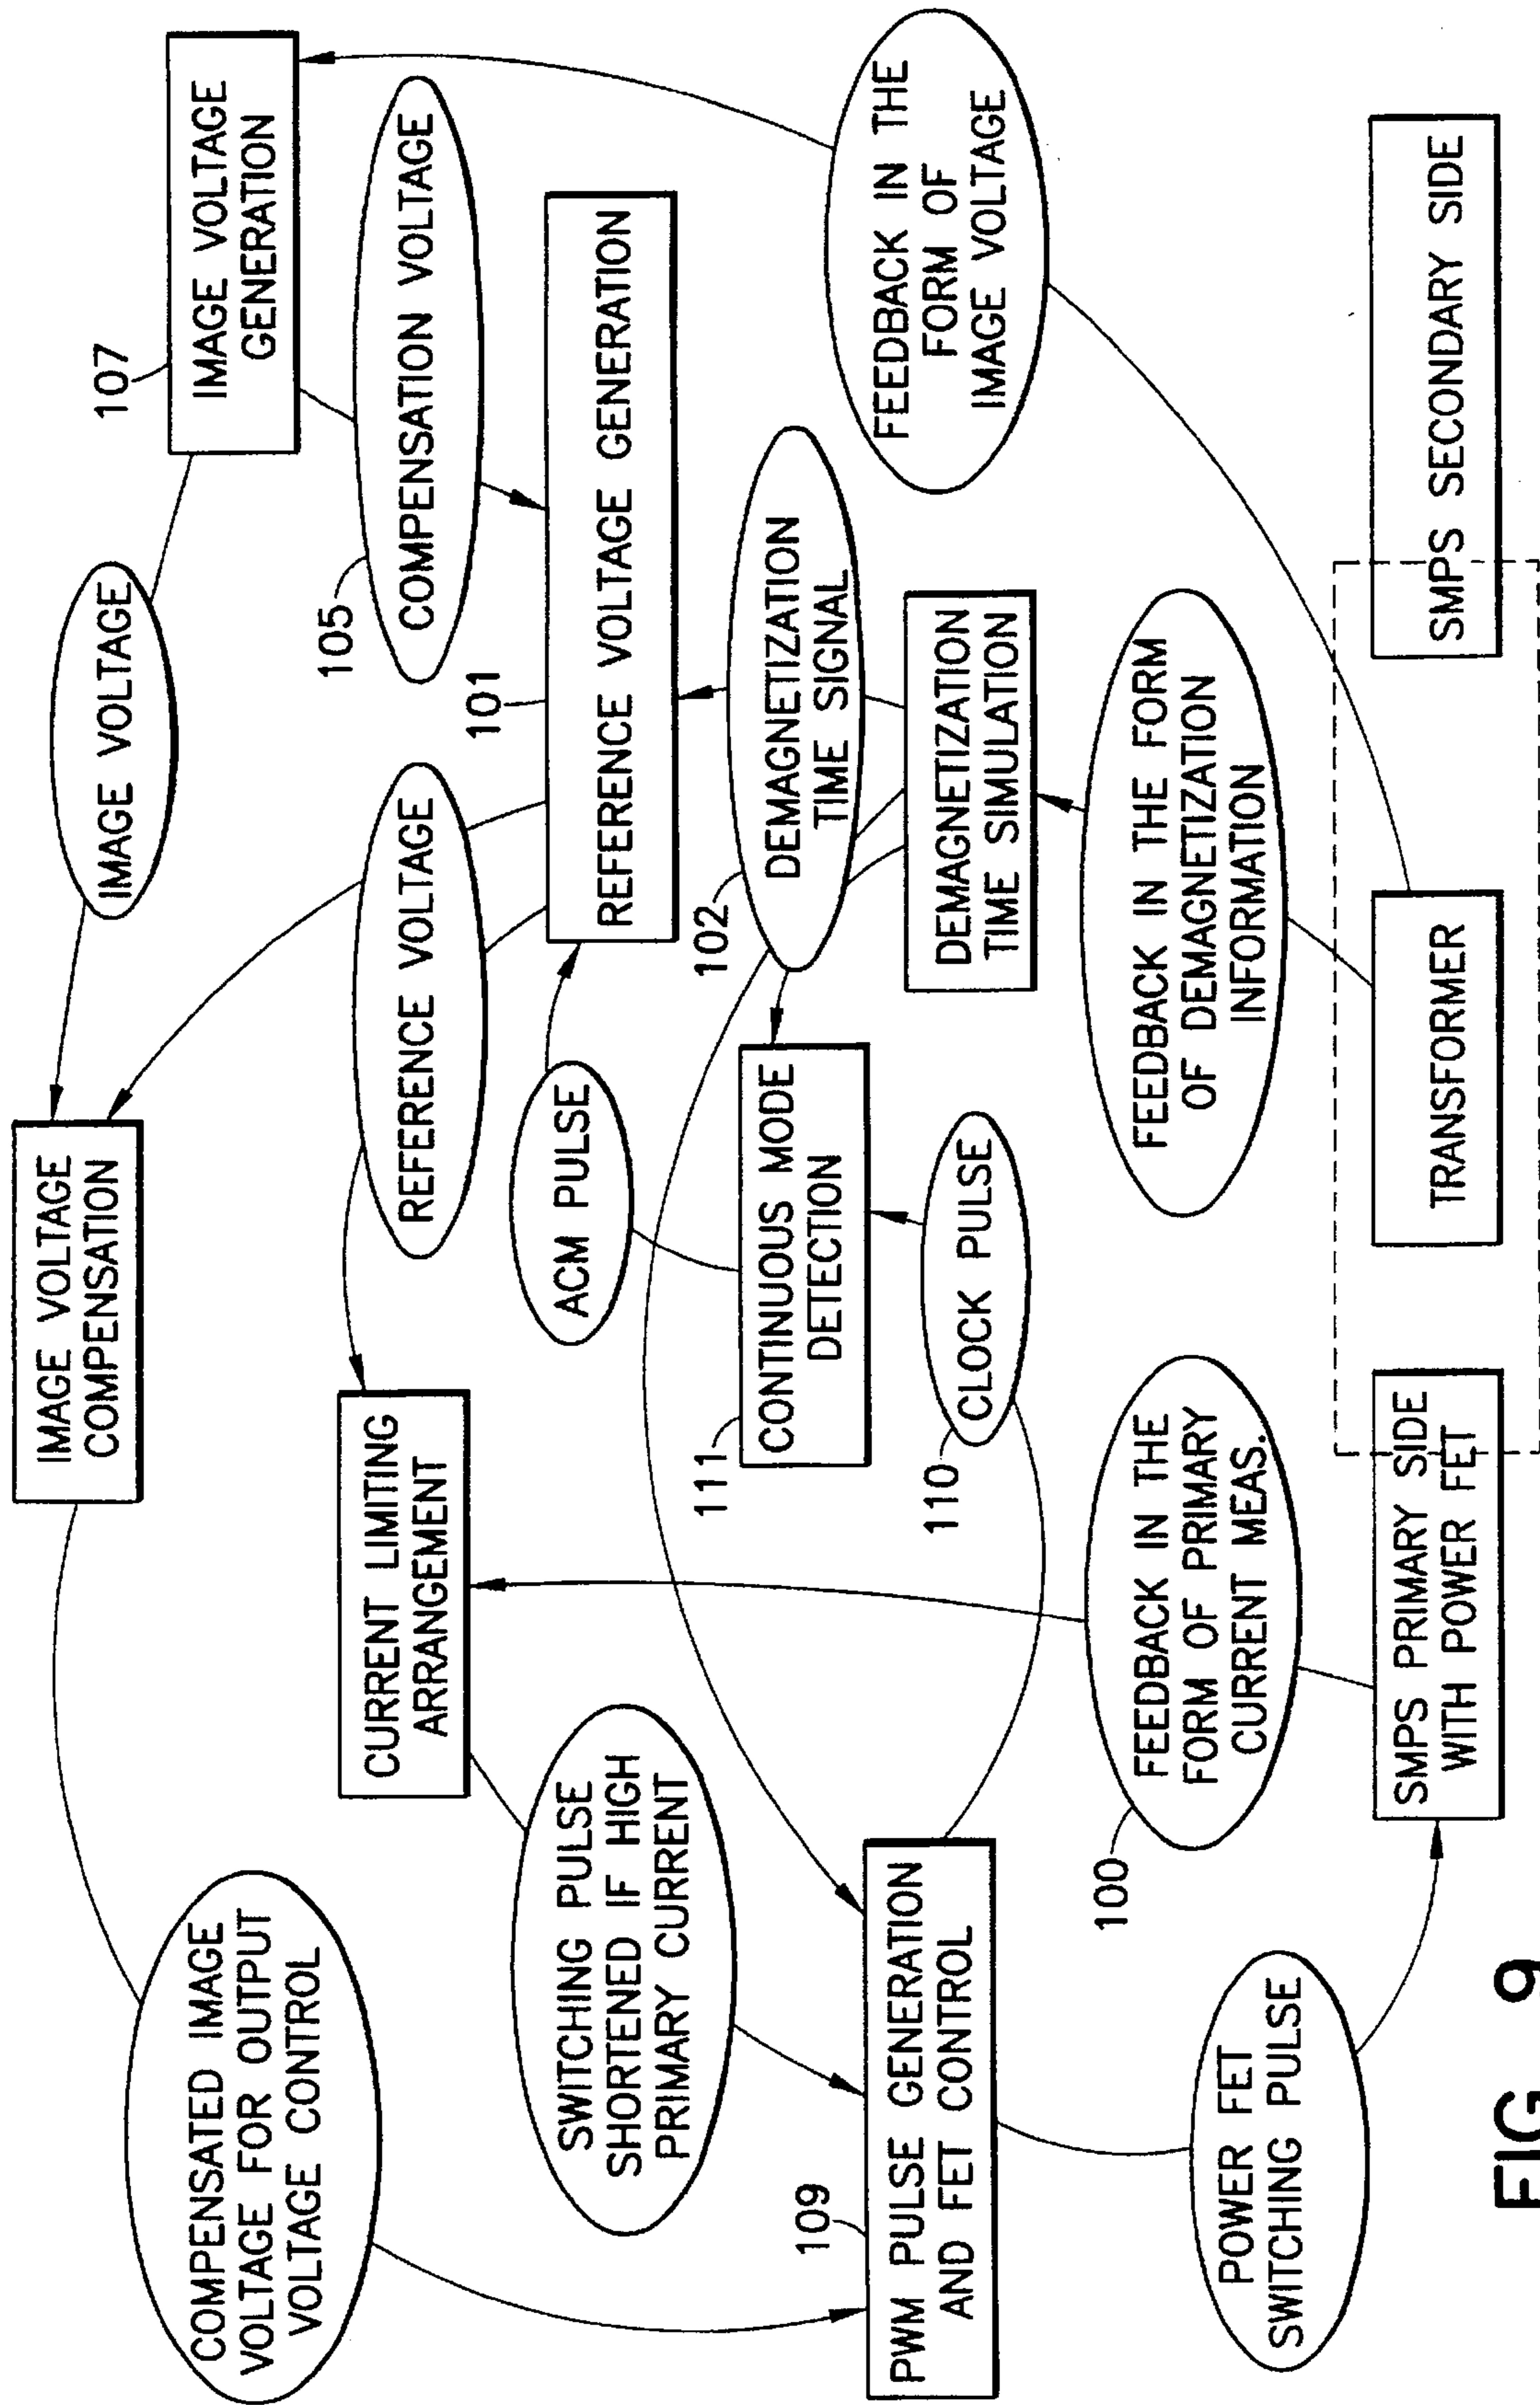 IMAGE VOLTAGE
COMPENSATION
IMAGE VOLTAGE
107
IMAGE VOLTAGE
GENERATION
COMPENSATED IMAGE
VOLTAGE FOR OUTPUT
VOLTAGE CONTROL
CURRENT LIMITING
ARRANGEMENT
REFERENCE VOLTAGE
105
COMPENSATION VOLTAGE
SWITCHING PULSE
SHORTENED IF HIGH
PRIMARY CURRENT
ACM PULSE
101
REFERENCE VOLTAGE GENERATION
111
CONTINUOUS MODE
DETECTION
102
DEMAGNETIZATION
TIME SIGNAL
109
PWM PULSE GENERATION
AND FET CONTROL
110
CLOCK PULSE
DEMAGNETIZATION
TIME SIMULATION
FEEDBACK IN THE
FORM OF
IMAGE VOLTAGE
100
FEEDBACK IN THE
FORM OF PRIMARY
CURRENT MEAS.
FEEDBACK IN THE FORM
OF DEMAGNETIZATION
INFORMATION
POWER FET
SWITCHING PULSE
SMPS PRIMARY SIDE
WITH POWER FET
TRANSFORMER
SMPS SECONDARY SIDE
FIG. 9